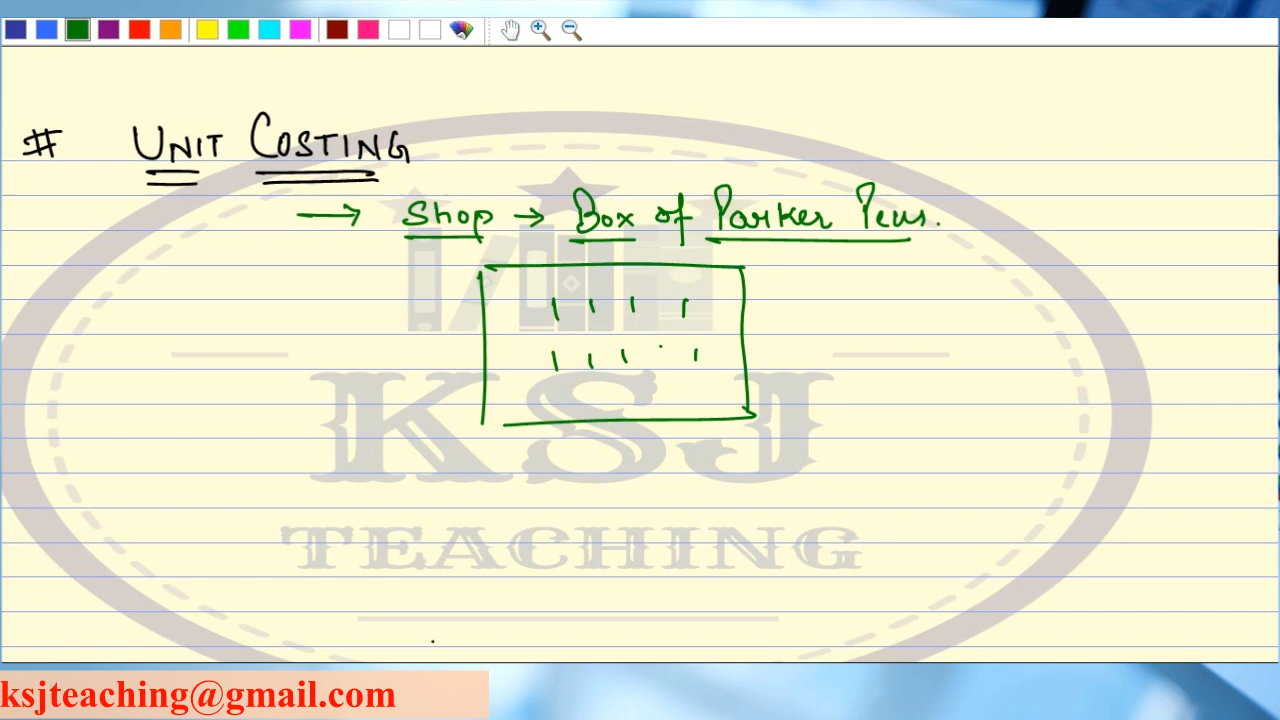 # UNIT COSTING
→ Shop → Box of Parker Pens.
KSJ
TEACHING
ksjteaching@gmail.com